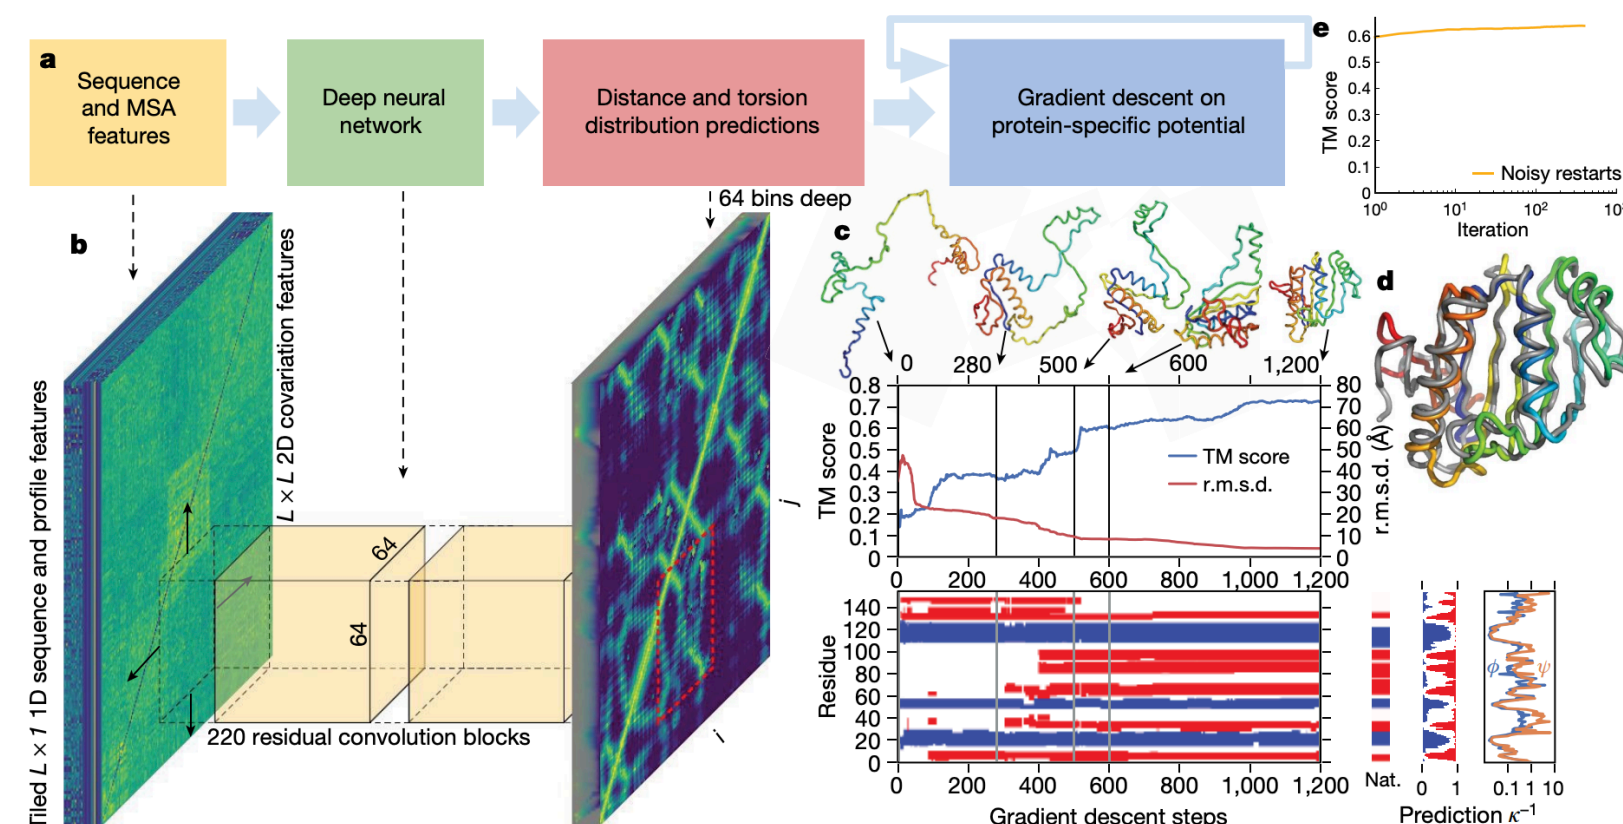 a
Sequence
and MSA
features
Deep neural
network
Distance and torsion
distribution predictions
Gradient descent on
protein-specific potential
e
TM score
0.6
0.5
0.4
0.3
0.2
0.1
0
Noisy restarts
10⁰ 10¹ 10²
Iteration
b
64 bins deep
Tiled L × 1 1D sequence and profile features
L × L 2D covariation features
64
64
220 residual convolution blocks
j
i
c
0 280 500 600 1,200
600
TM score
0.8
0.7
0.6
0.5
0.4
0.3
0.2
0.1
0
TM score
r.m.s.d.
80
70
60
50
40
30
20
10
0
r.m.s.d. (Å)
0 200 400 600 800 1,000 1,200
Residue
140
120
100
80
60
40
20
0
0 200 400 600 800 1,000 1,200
Gradient descent steps
d
Nat.
0 1
ϕ ψ
0.1 1 10
Prediction κ⁻¹